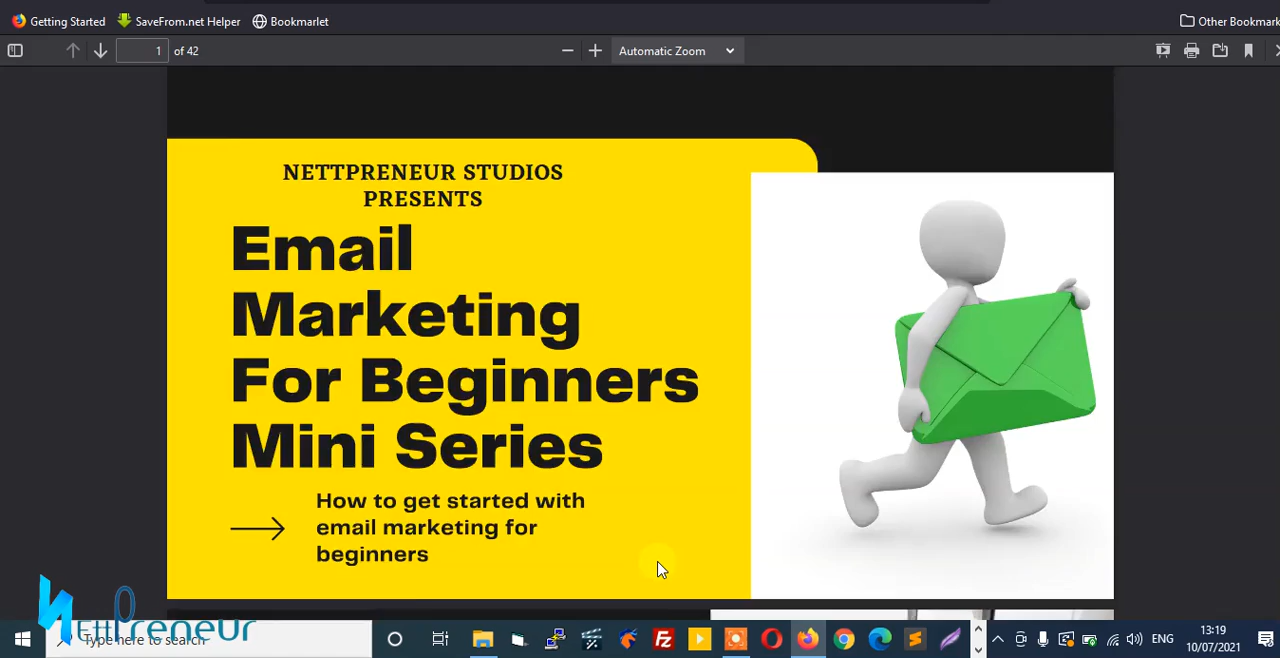 Getting Started SaveFrom.net Helper Bookmarklet Other Bookmark
1 of 42 Automatic Zoom
NETTPRENEUR STUDIOS
PRESENTS
Email
Marketing
For Beginners
Mini Series
How to get started with
email marketing for
beginners
NettPreneur
Type here to search
ENG
13:19
10/07/2021